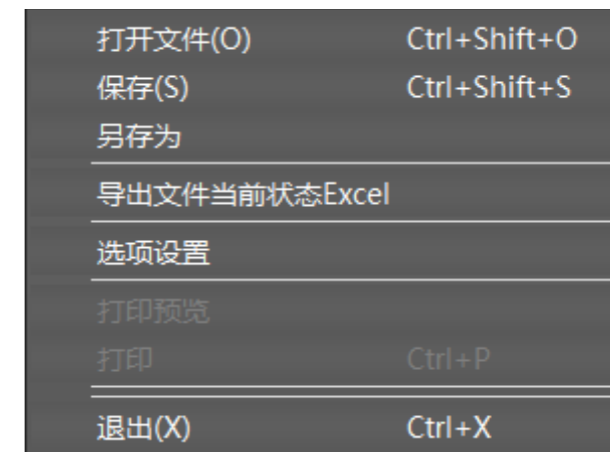 打开文件(O) Ctrl+Shift+O
保存(S) Ctrl+Shift+S
另存为
导出文件当前状态Excel
选项设置
打印预览
打印 Ctrl+P
退出(X) Ctrl+X